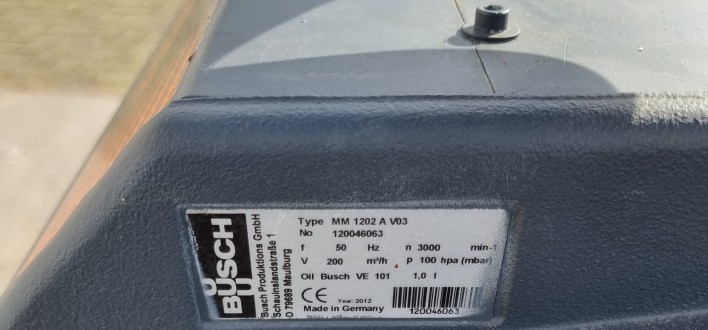 BUSCH
Busch Produktions GmbH
Schauinslandstraße 1
D 79689 Maulburg
Type MM 1202 A V03
No 120046063
f 50 Hz n 3000 min-1
V 200 m³/h p 100 hpa (mbar)
Oil Busch VE 101 1,0 l
CE Year: 2012
Made in Germany 120046063